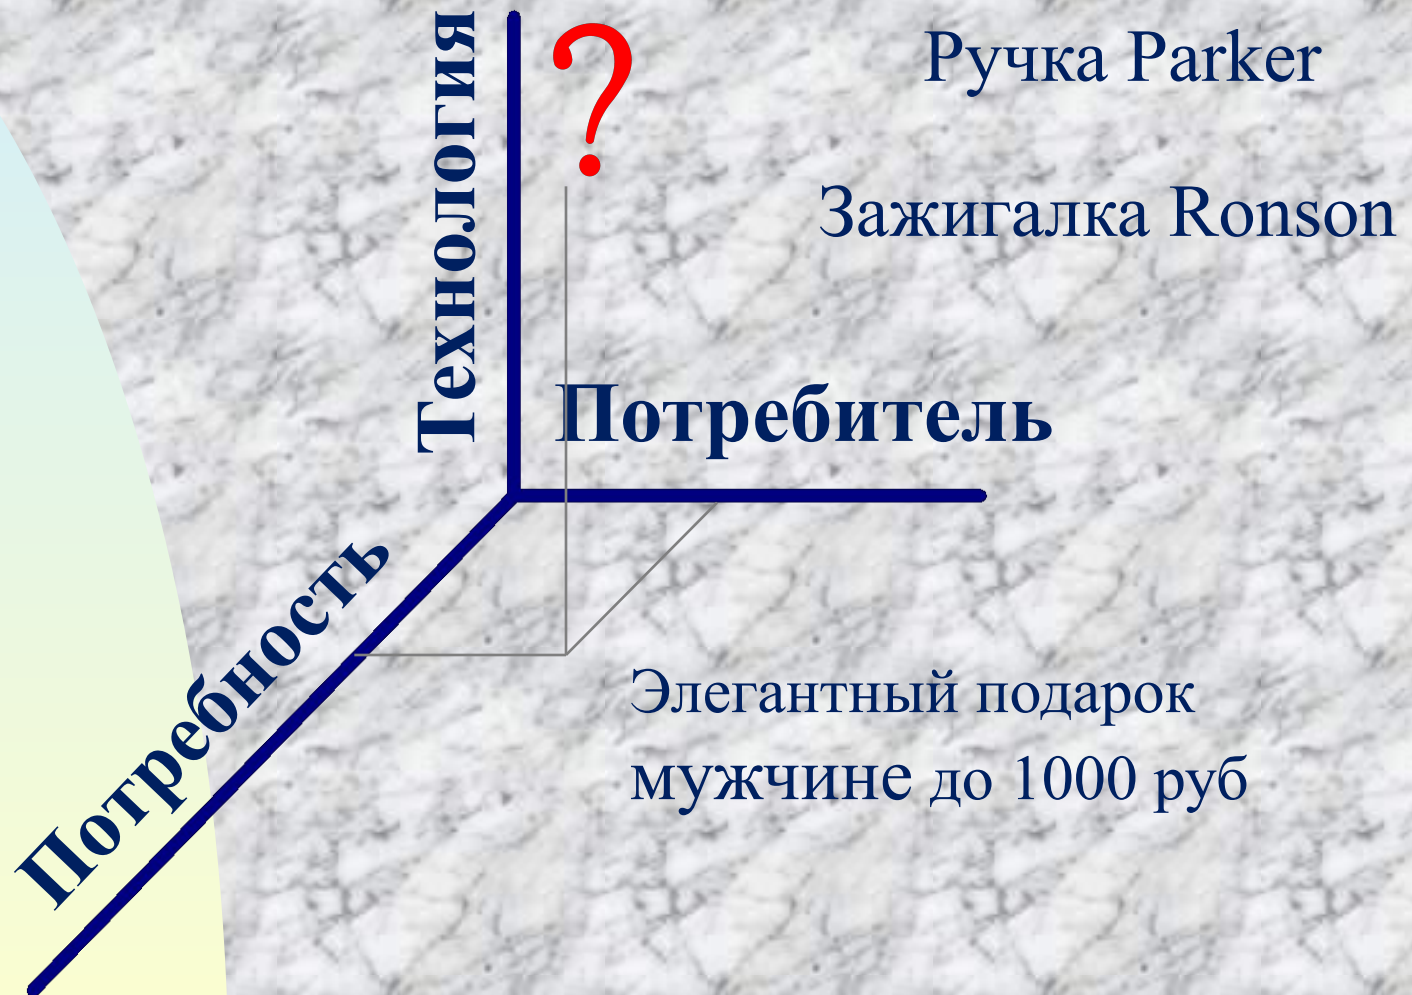 Технология
?
Ручка Parker
Зажигалка Ronson
Потребитель
Потребность
Элегантный подарок
мужчине до 1000 руб